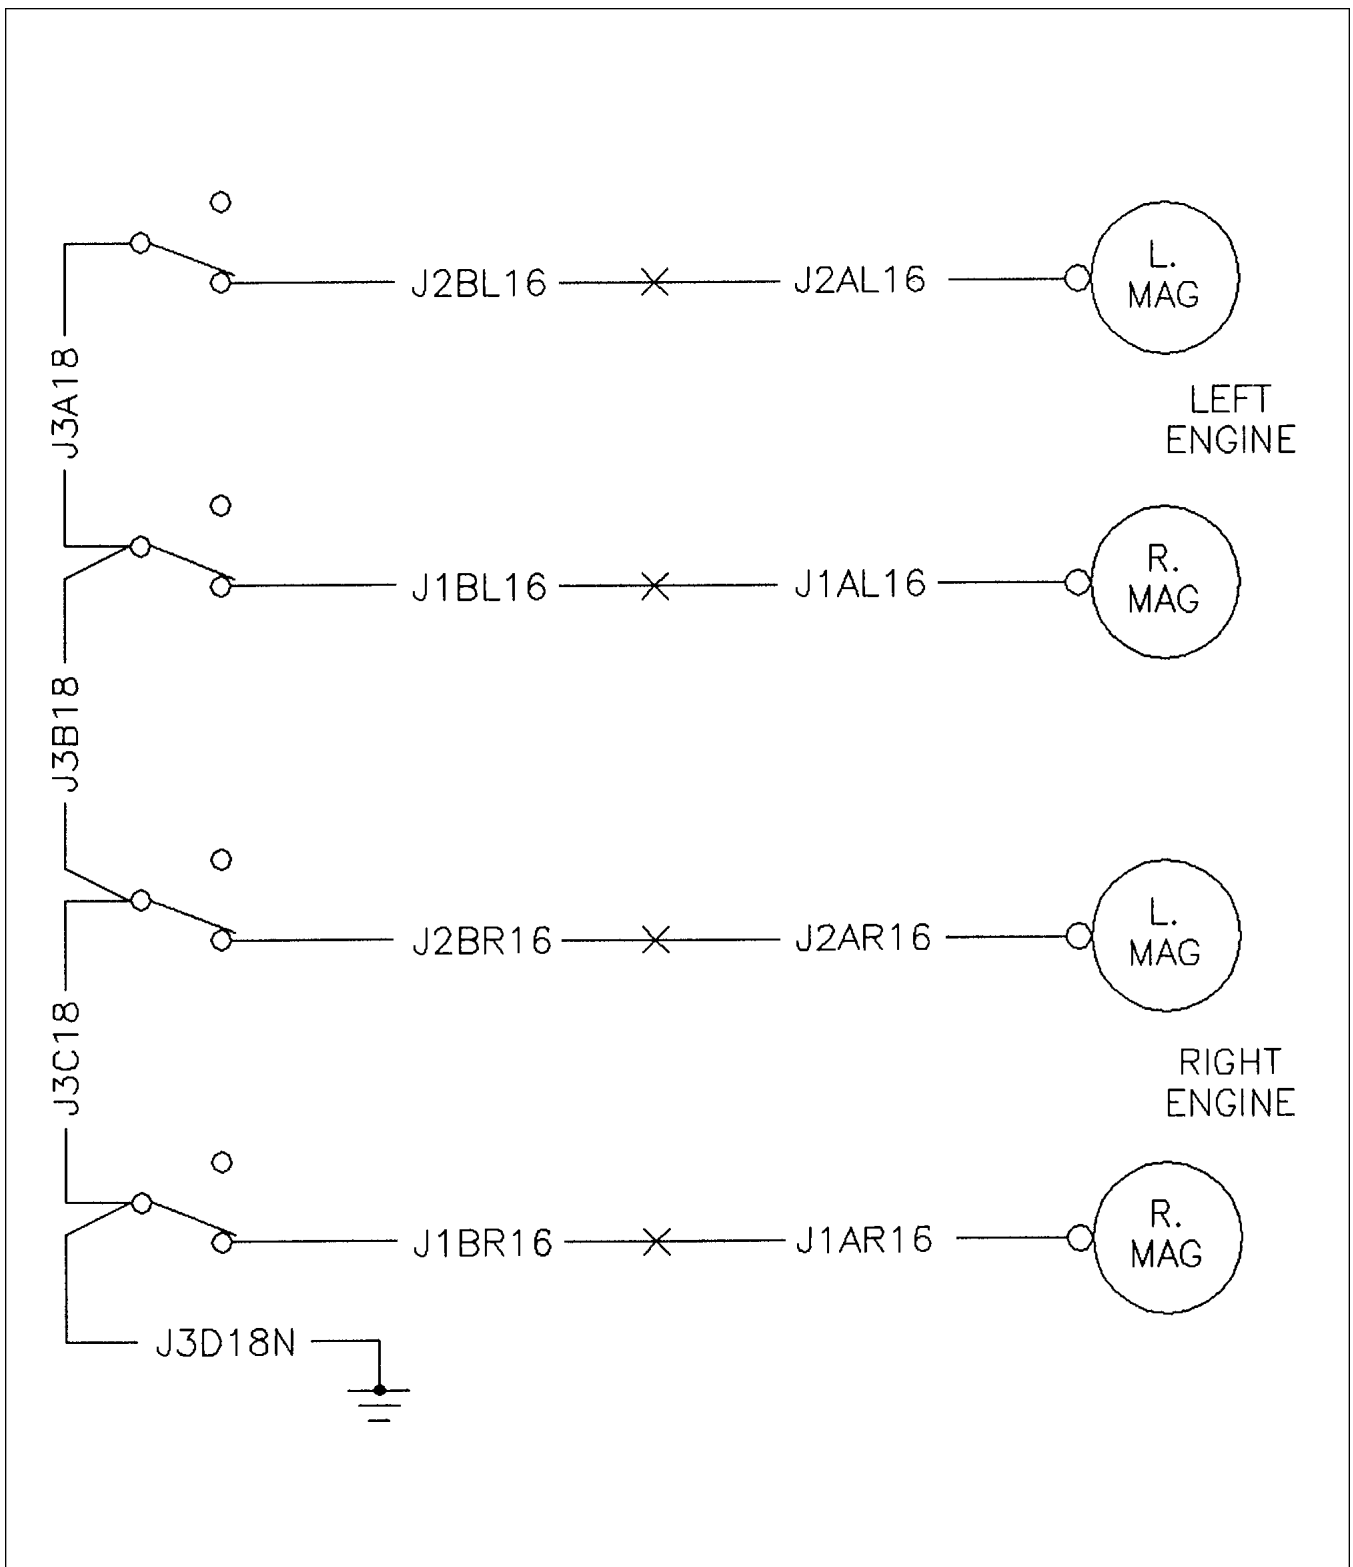 J2BL16
J2AL16
L.
MAG
J3A18
LEFT
ENGINE
J1BL16
J1AL16
R.
MAG
J3B18
J2BR16
J2AR16
L.
MAG
J3C18
RIGHT
ENGINE
J1BR16
J1AR16
R.
MAG
J3D18N